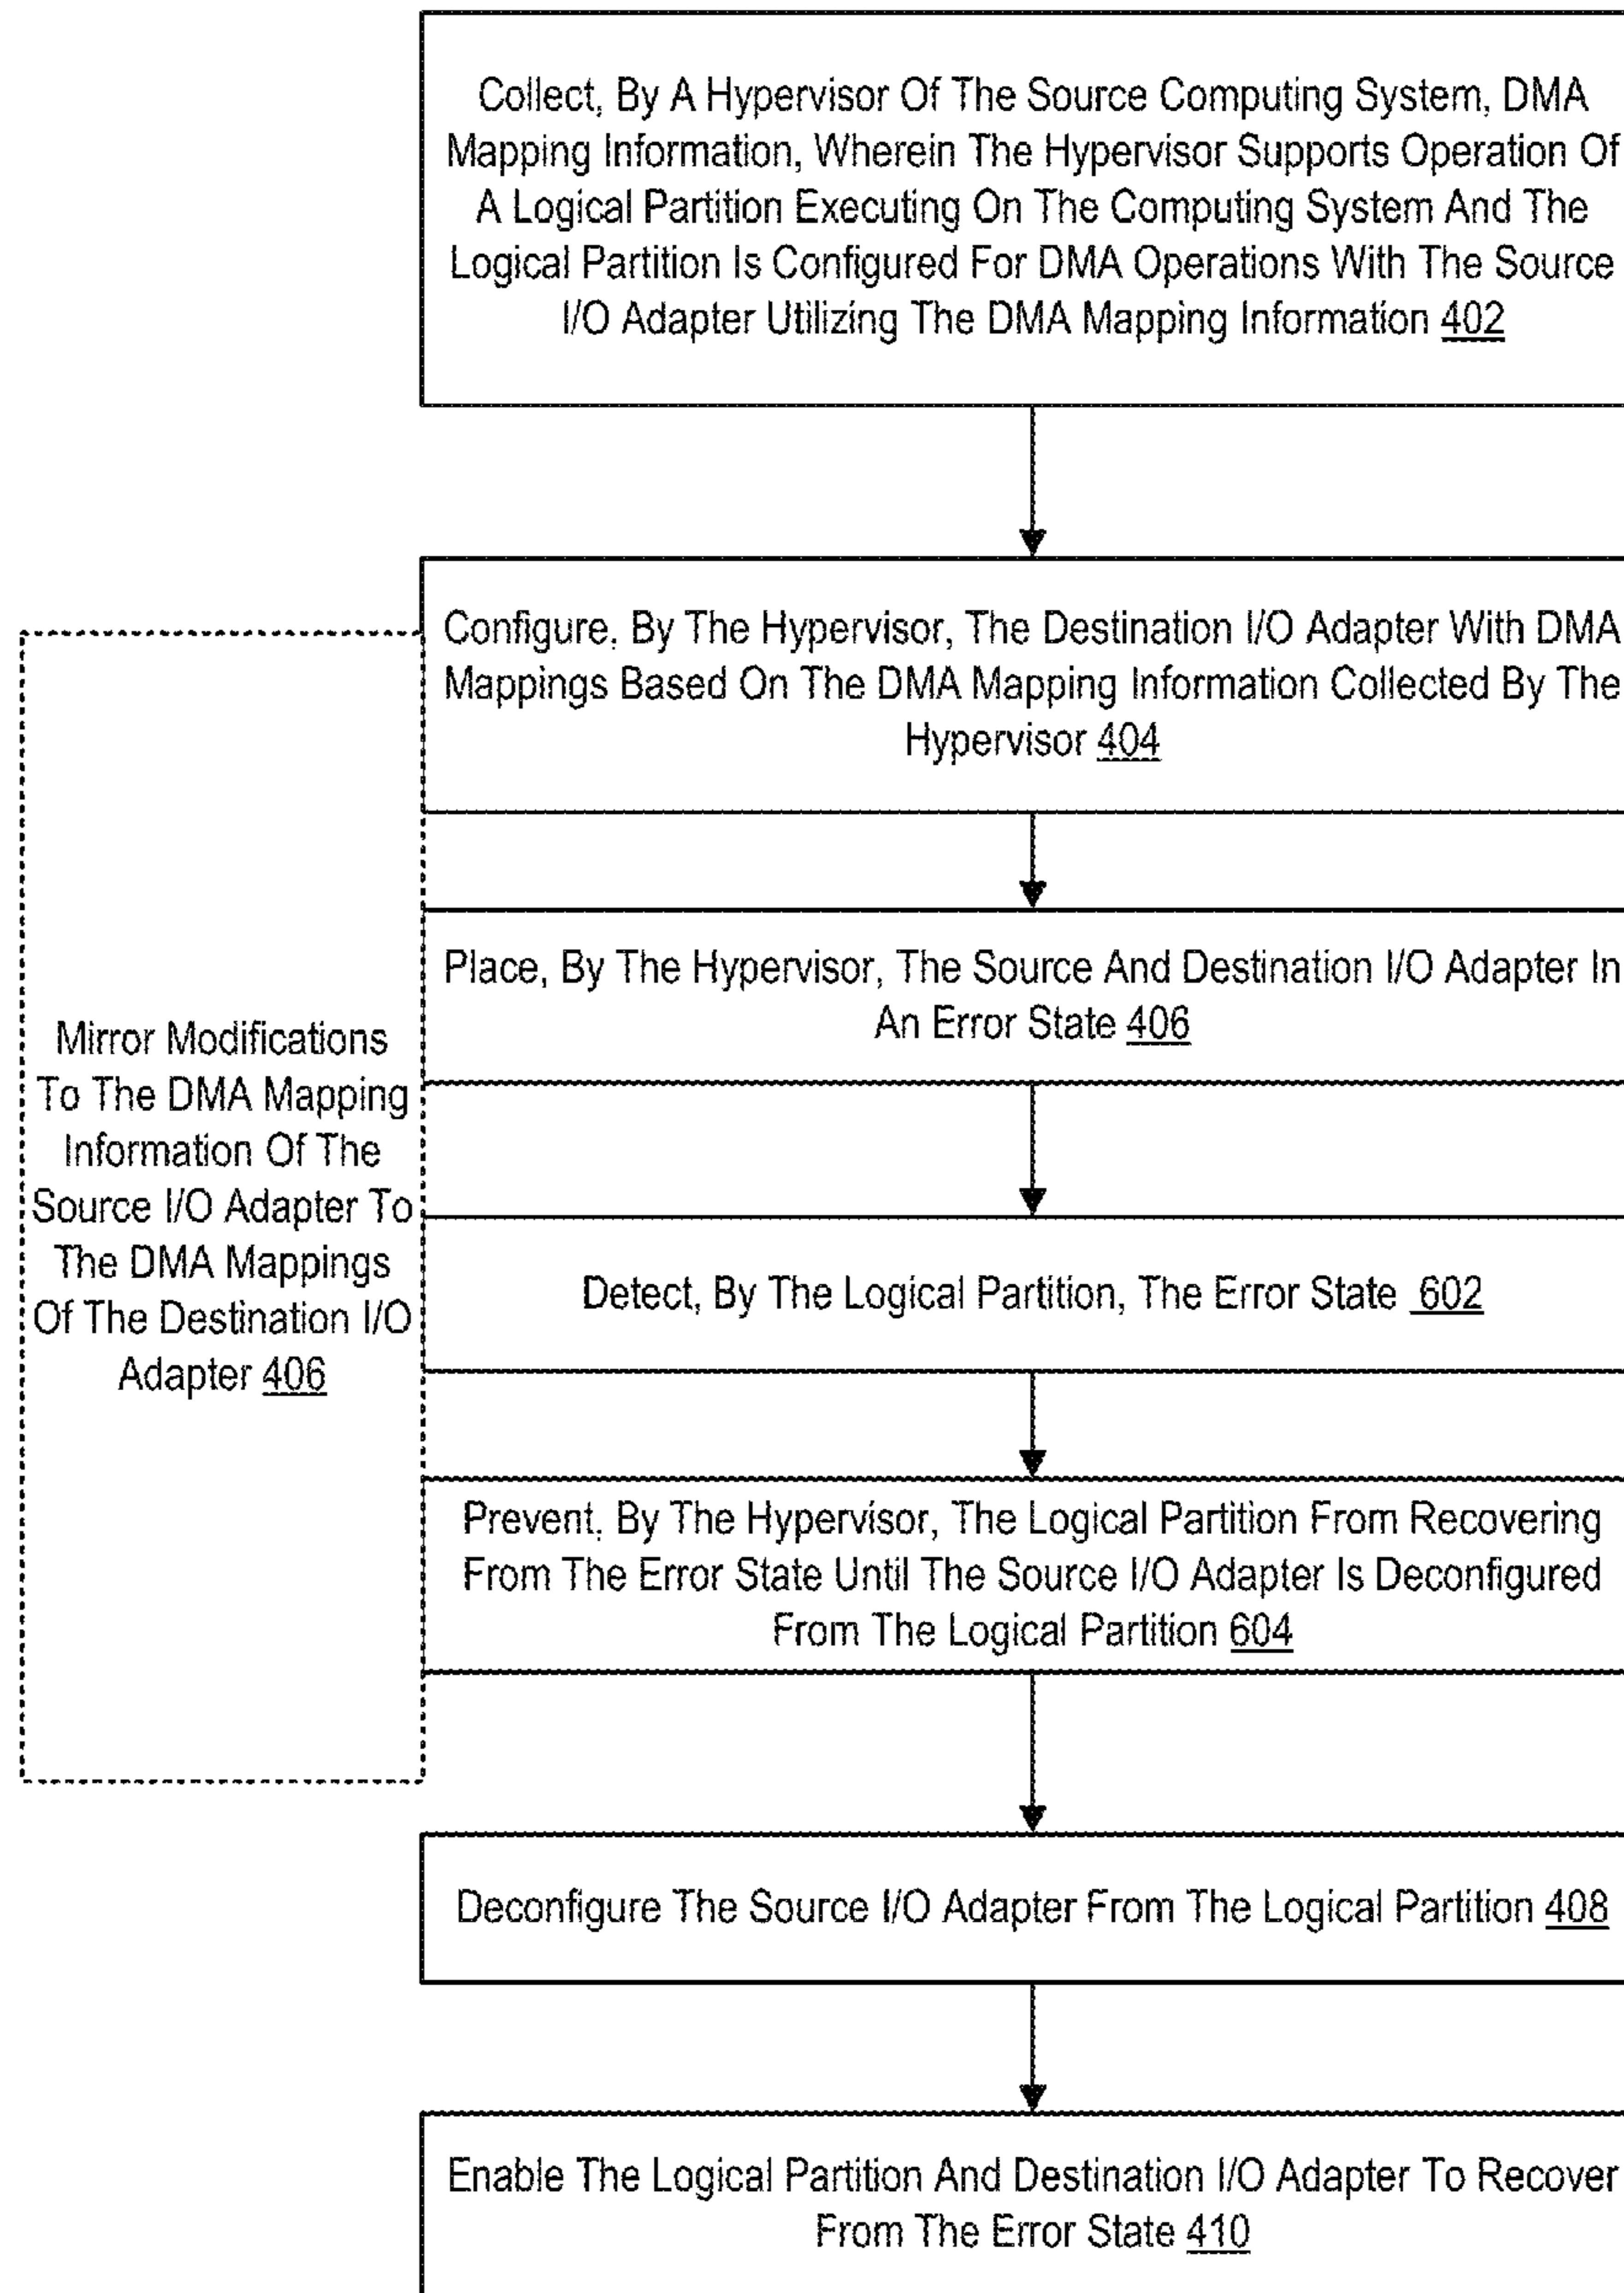 Collect, By A Hypervisor Of The Source Computing System, DMA
Mapping Information, Wherein The Hypervisor Supports Operation Of
A Logical Partition Executing On The Computing System And The
Logical Partition Is Configured For DMA Operations With The Source
I/O Adapter Utilizing The DMA Mapping Information 402
Configure, By The Hypervisor, The Destination I/O Adapter With DMA
Mappings Based On The DMA Mapping Information Collected By The
Hypervisor 404
Place, By The Hypervisor, The Source And Destination I/O Adapter In
An Error State 406
Mirror Modifications
To The DMA Mapping
Information Of The
Source I/O Adapter To
The DMA Mappings
Of The Destination I/O
Adapter 406
Detect, By The Logical Partition, The Error State 602
Prevent, By The Hypervisor, The Logical Partition From Recovering
From The Error State Until The Source I/O Adapter Is Deconfigured
From The Logical Partition 604
Deconfigure The Source I/O Adapter From The Logical Partition 408
Enable The Logical Partition And Destination I/O Adapter To Recover
From The Error State 410